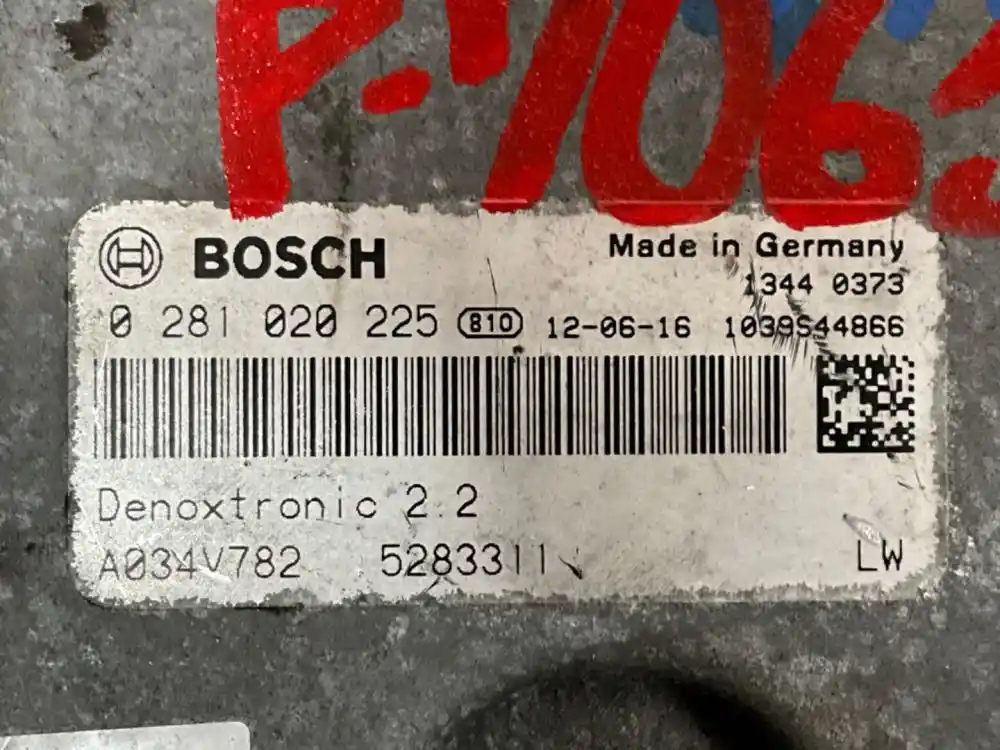 P-1063
BOSCH
Made in Germany
1344 0373
0 281 020 225 810 12-06-16 1039S44866
Denoxtronic 2.2
A034V782 5283311
LW